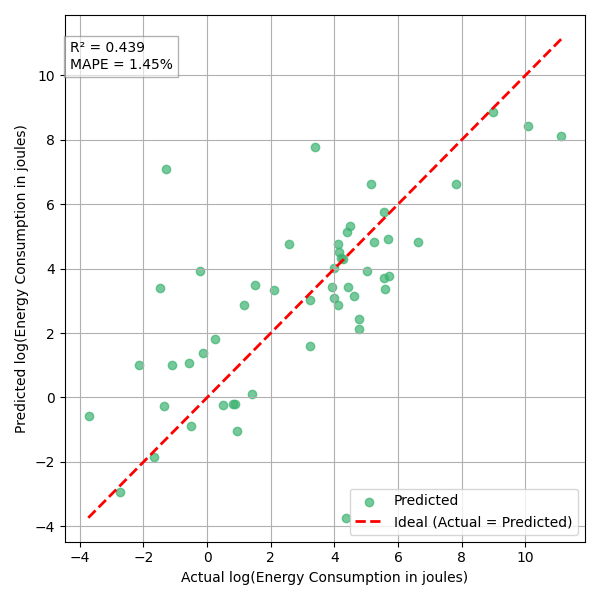 R² = 0.439
MAPE = 1.45%
Predicted log(Energy Consumption in joules)
10
8
6
4
2
0
−2
−4
Predicted
Ideal (Actual = Predicted)
−4 −2 0 2 4 6 8 10
Actual log(Energy Consumption in joules)